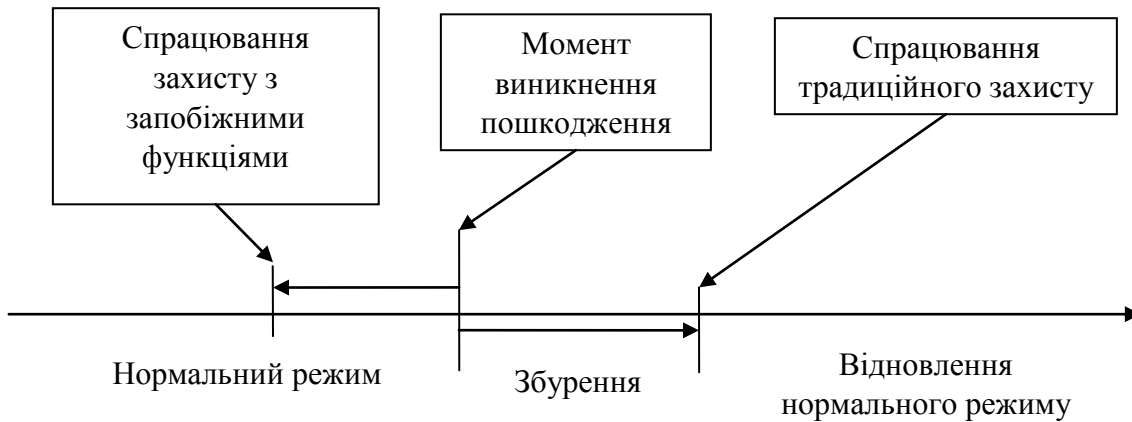 Спрацювання
захисту з
запобіжними
функціями
Момент
виникнення
пошкодження
Спрацювання
традиційного захисту
Нормальний режим
Збурення
Відновлення
нормального режиму